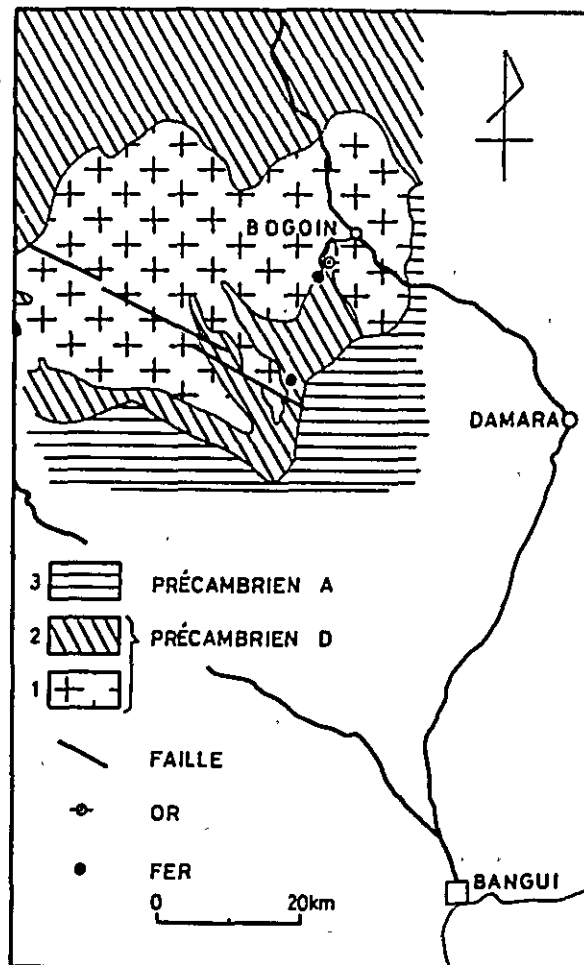 BOGOIN
DAMARA
3 PRÉCAMBRIEN A
2 PRÉCAMBRIEN D
1
FAILLE
OR
FER
0 20km
BANGUI